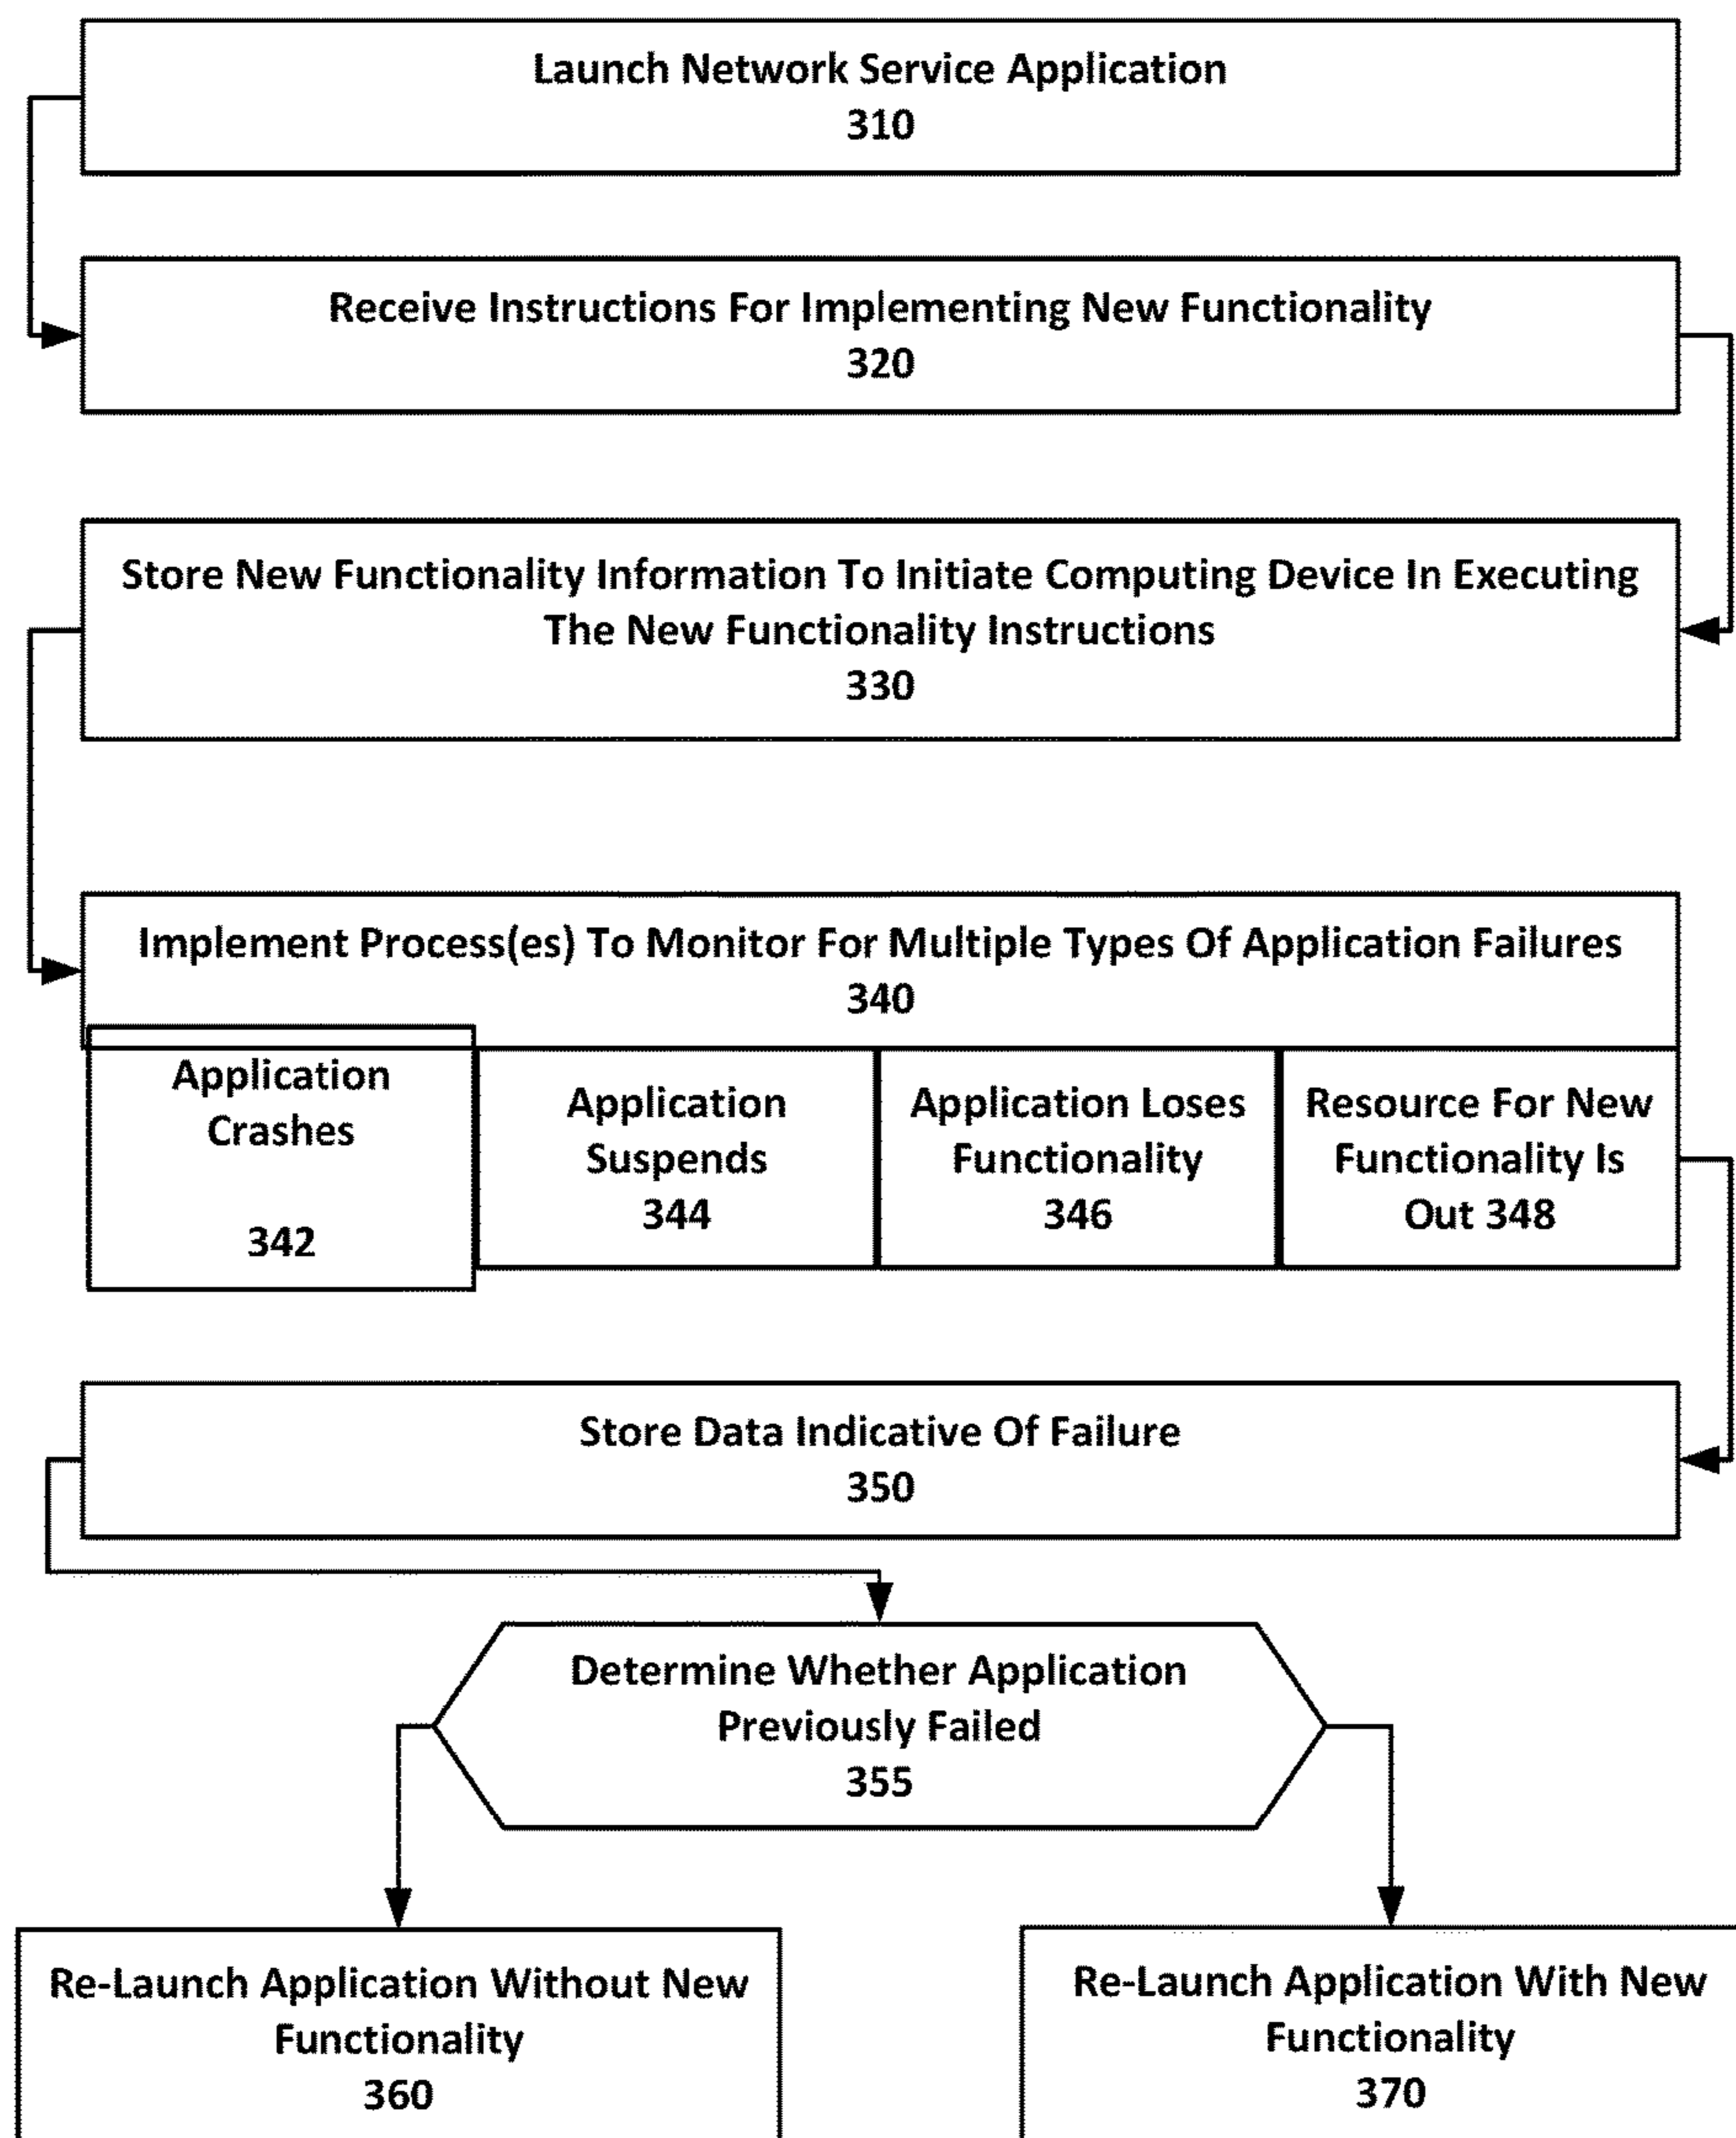 Launch Network Service Application
310
Receive Instructions For Implementing New Functionality
320
Store New Functionality Information To Initiate Computing Device In Executing
The New Functionality Instructions
330
Implement Process(es) To Monitor For Multiple Types Of Application Failures
340
Application
Crashes
342
Application
Suspends
344
Application Loses
Functionality
346
Resource For New
Functionality Is
Out 348
Store Data Indicative Of Failure
350
Determine Whether Application
Previously Failed
355
Re-Launch Application Without New
Functionality
360
Re-Launch Application With New
Functionality
370